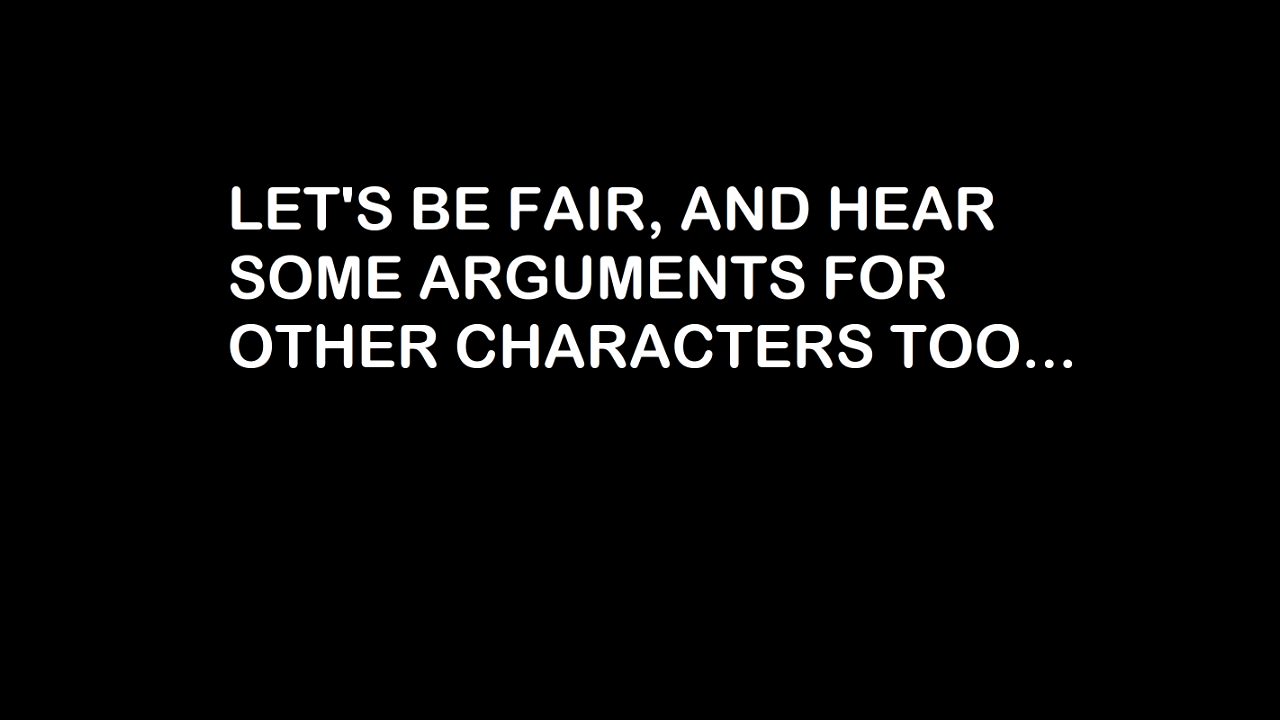 LET'S BE FAIR, AND HEAR
SOME ARGUMENTS FOR
OTHER CHARACTERS TOO...